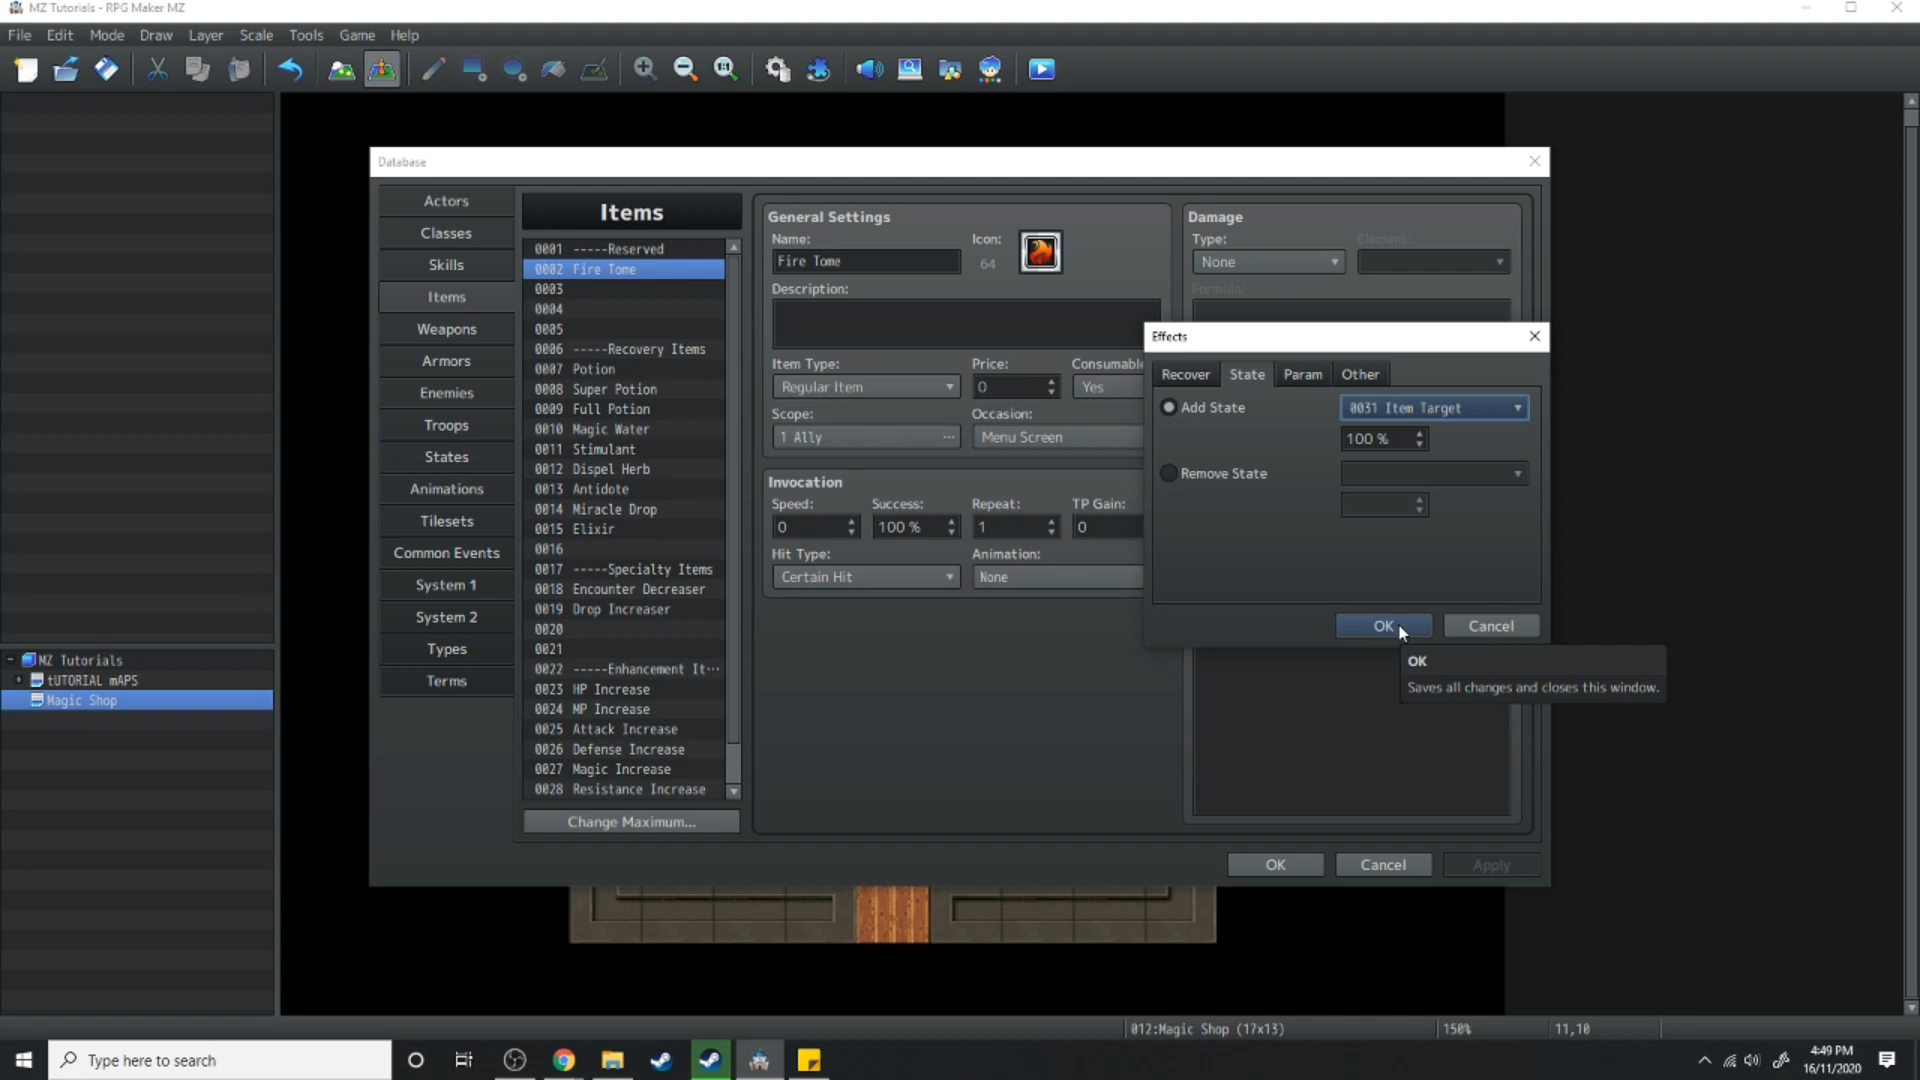 MZ Tutorials - RPG Maker MZ
File Edit Mode Draw Layer Scale Tools Game Help
Database
Actors
Classes
Skills
Items
Weapons
Armors
Enemies
Troops
States
Animations
Tilesets
Common Events
System 1
System 2
Types
Terms
Items
0001 -----Reserved
0002 Fire Tome
0003
0004
0005
0006 -----Recovery Items
0007 Potion
0008 Super Potion
0009 Full Potion
0010 Magic Water
0011 Stimulant
0012 Dispel Herb
0013 Antidote
0014 Miracle Drop
0015 Elixir
0016
0017 -----Specialty Items
0018 Encounter Decreaser
0019 Drop Increaser
0020
0021
0022 -----Enhancement It···
0023 HP Increase
0024 MP Increase
0025 Attack Increase
0026 Defense Increase
0027 Magic Increase
0028 Resistance Increase
Change Maximum...
General Settings
Name: Icon:
Fire Tome 64
Description:
Item Type: Price: Consumable
Regular Item 0 Yes
Scope: Occasion:
1 Ally ... Menu Screen
Invocation
Speed: Success: Repeat: TP Gain:
0 100 % 1 0
Hit Type: Animation:
Certain Hit None
Damage
Type: Element:
None
Formula:
Effects
Recover State Param Other
Add State 0031 Item Target
100 %
Remove State
OK Cancel
OK
Saves all changes and closes this window.
OK Cancel Apply
MZ Tutorials
tUTORIAL mAPS
Magic Shop
012:Magic Shop (17x13) 150% 11,10
Type here to search
4:49 PM
16/11/2020